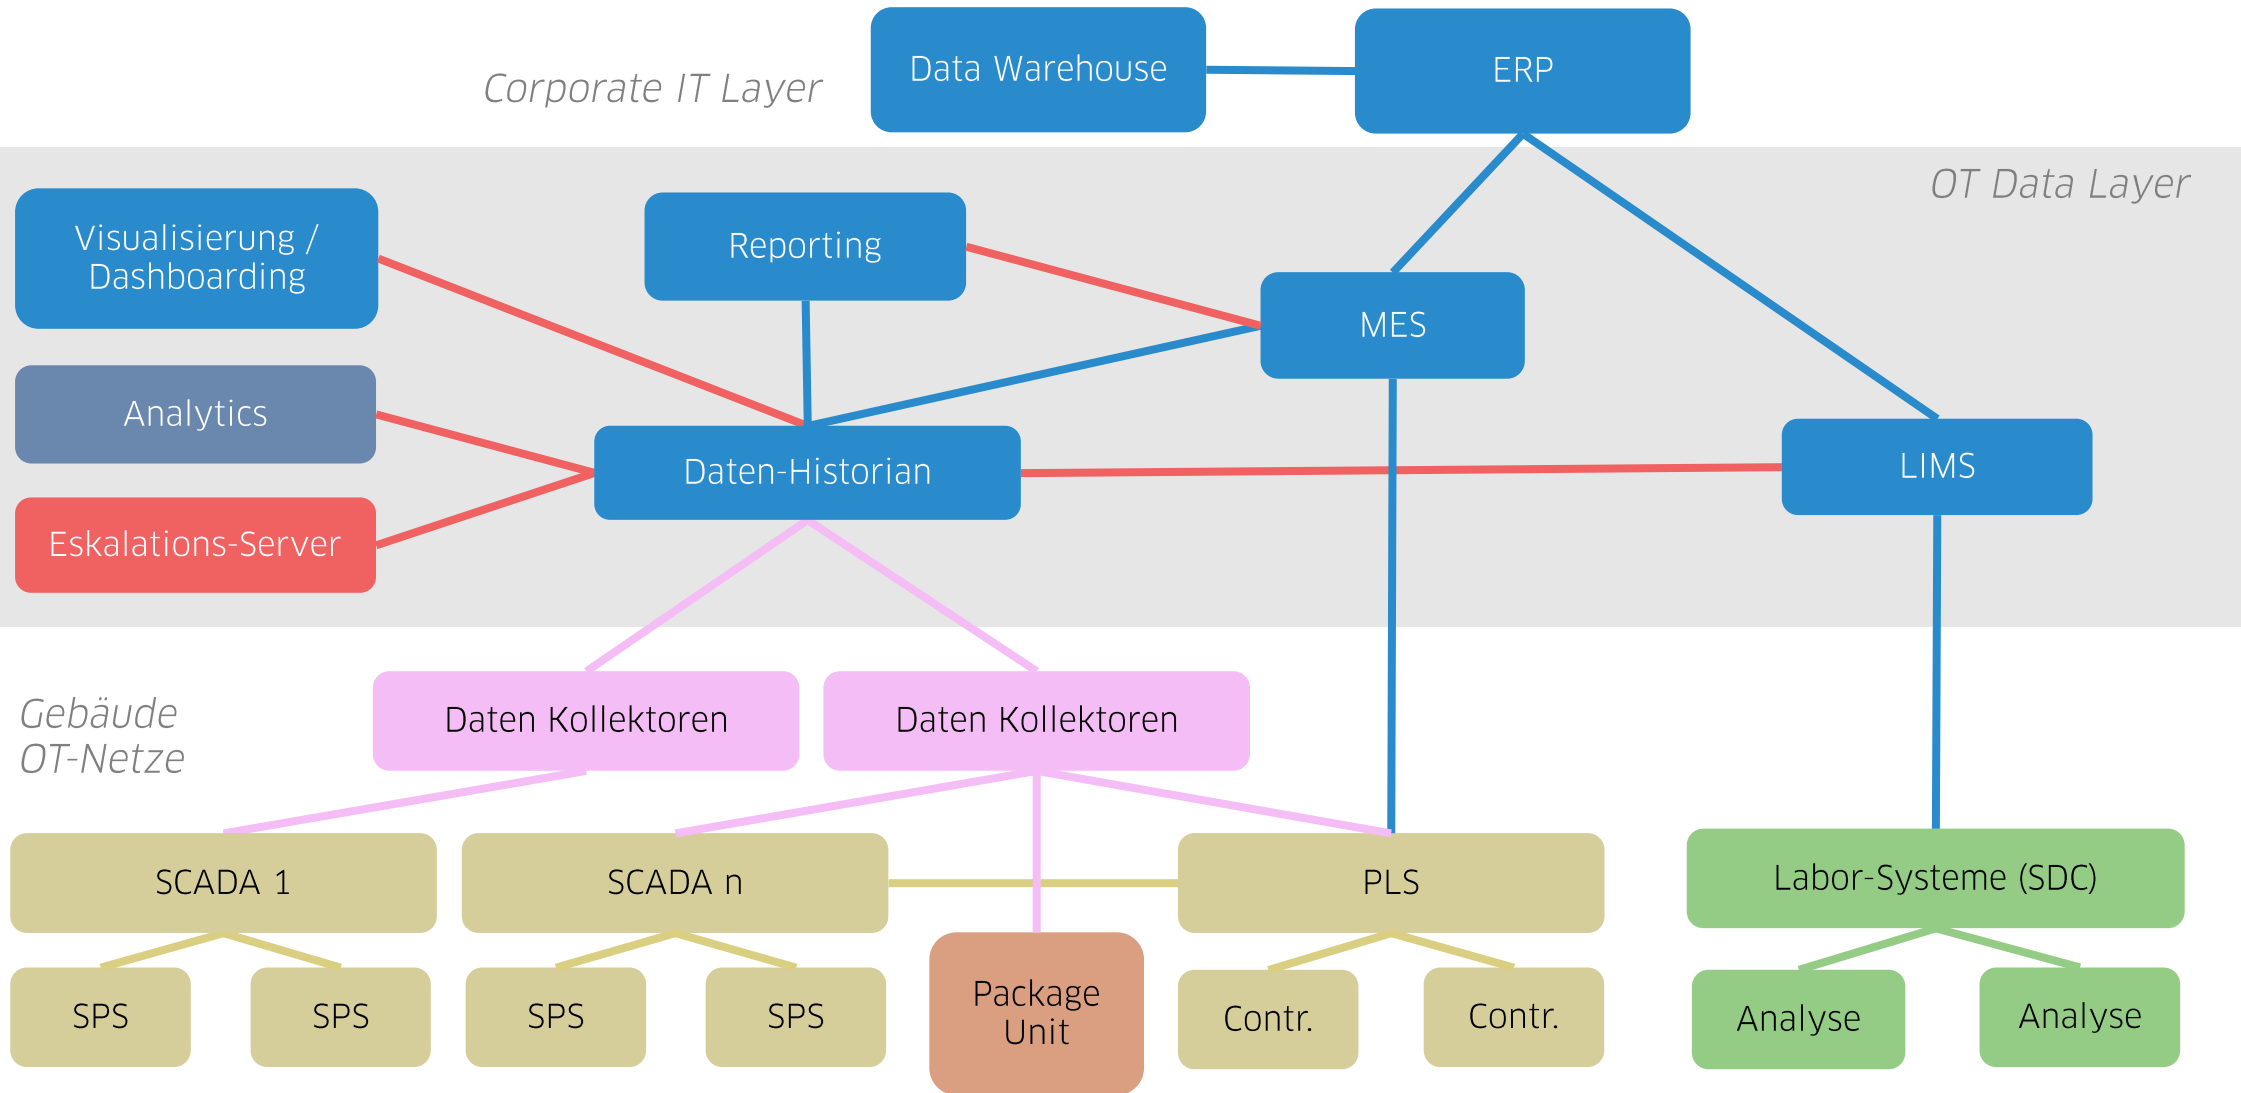 Data Warehouse
ERP
Corporate IT Layer
OT Data Layer
Visualisierung /
Dashboarding
Reporting
MES
Analytics
Daten-Historian
LIMS
Eskalations-Server
Gebäude
OT-Netze
Daten Kollektoren
Daten Kollektoren
SCADA 1
SCADA n
PLS
Labor-Systeme (SDC)
SPS
SPS
SPS
SPS
Package
Unit
Contr.
Contr.
Analyse
Analyse